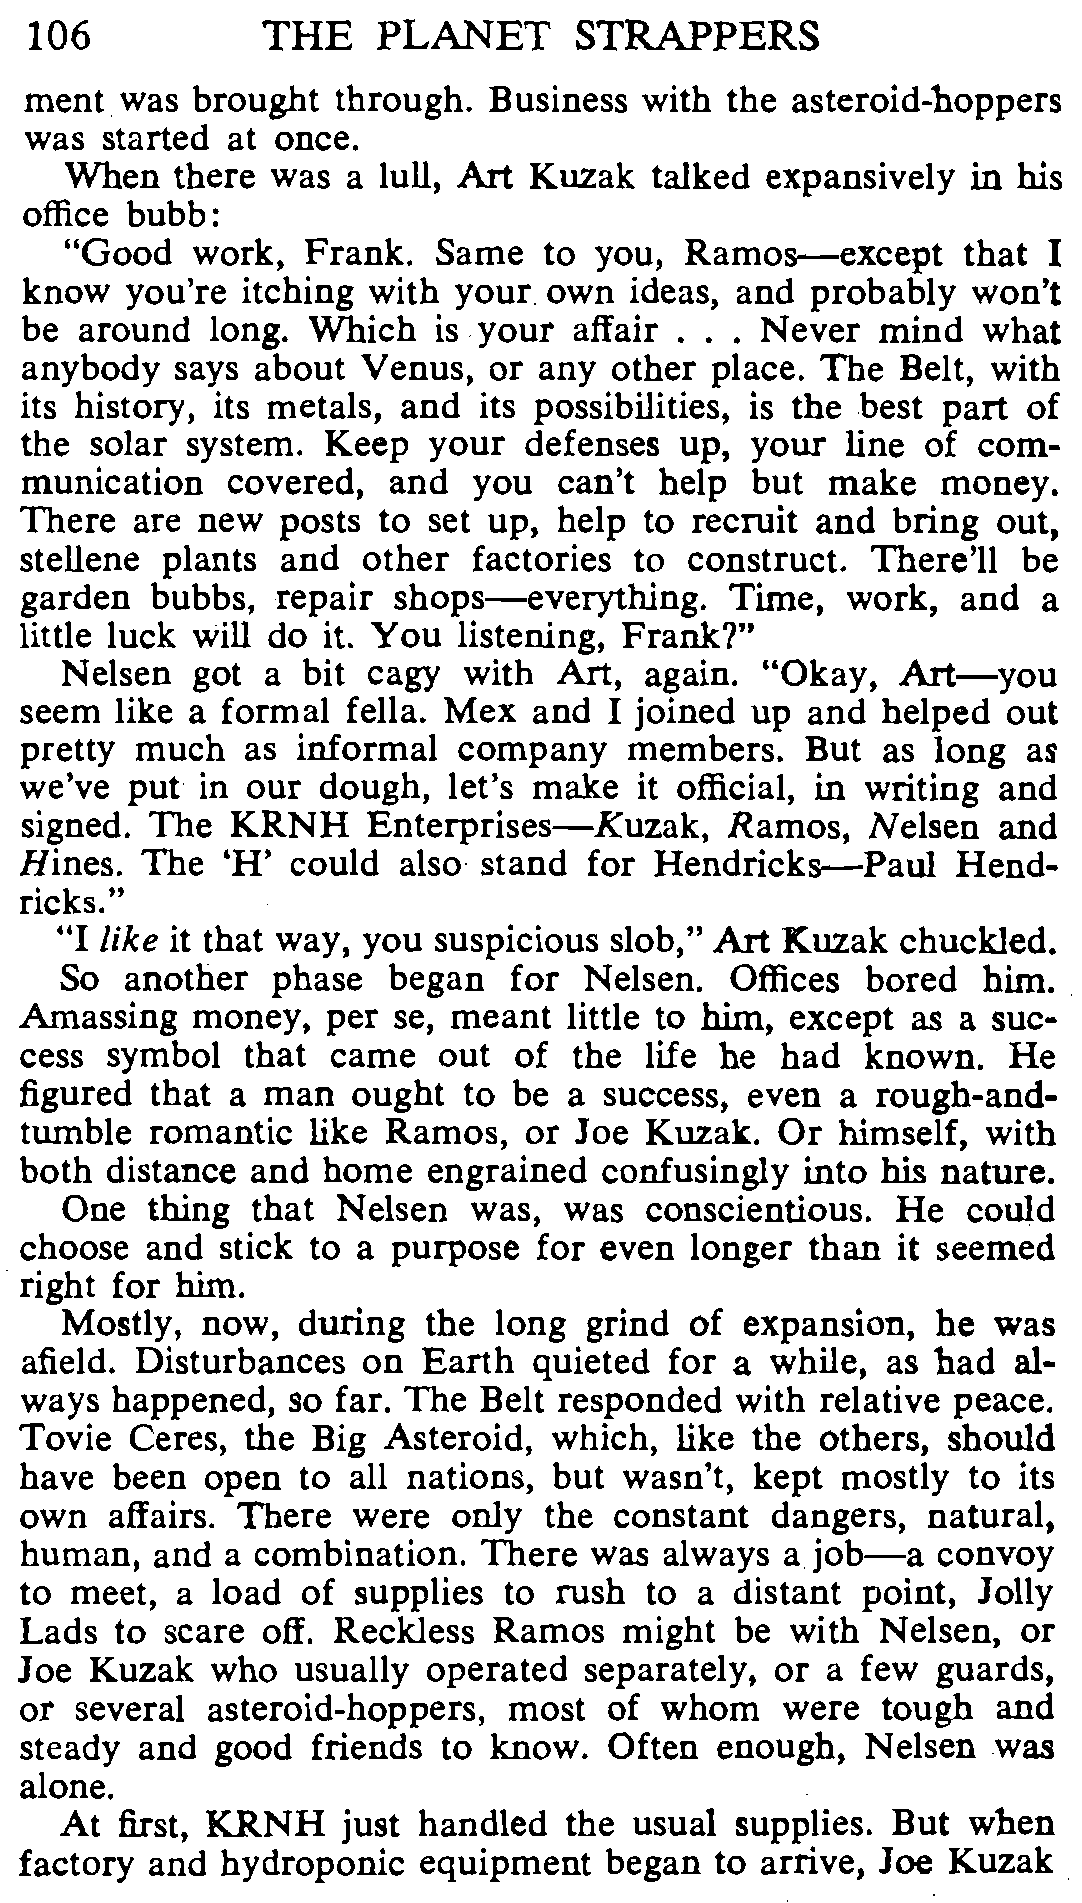 106 THE PLANET STRAPPERS
ment was brought through. Business with the asteroid-hoppers
was started at once.
When there was a lull, Art Kuzak talked expansively in his
office bubb:
“Good work, Frank. Same to you, Ramos—except that I
know you're itching with your own ideas, and probably won't
be around long. Which is your affair . . . Never mind what
anybody says about Venus, or any other place. The Belt, with
its history, its metals, and its possibilities, is the best part of
the solar system. Keep your defenses up, your line of com-
munication covered, and you can't help but make money.
There are new posts to set up, help to recruit and bring out,
stellene plants and other factories to construct. There'll be
garden bubbs, repair shops—everything. Time, work, and a
little luck will do it. You listening, Frank?”
Nelsen got a bit cagy with Art, again. “Okay, Art—you
seem like a formal fella. Mex and I joined up and helped out
pretty much as informal company members. But as long as
we've put in our dough, let's make it official, in writing and
signed. The KRNH Enterprises—Kuzak, Ramos, Nelsen and
Hines. The ‘H’ could also stand for Hendricks—Paul Hend-
ricks.”
“I like it that way, you suspicious slob,” Art Kuzak chuckled.
So another phase began for Nelsen. Offices bored him.
Amassing money, per se, meant little to him, except as a suc-
cess symbol that came out of the life he had known. He
figured that a man ought to be a success, even a rough-and-
tumble romantic like Ramos, or Joe Kuzak. Or himself, with
both distance and home engrained confusingly into his nature.
One thing that Nelsen was, was conscientious. He could
choose and stick to a purpose for even longer than it seemed
right for him.
Mostly, now, during the long grind of expansion, he was
afield. Disturbances on Earth quieted for a while, as had al-
ways happened, so far. The Belt responded with relative peace.
Tovie Ceres, the Big Asteroid, which, like the others, should
have been open to all nations, but wasn't, kept mostly to its
own affairs. There were only the constant dangers, natural,
human, and a combination. There was always a job—a convoy
to meet, a load of supplies to rush to a distant point, Jolly
Lads to scare off. Reckless Ramos might be with Nelsen, or
Joe Kuzak who usually operated separately, or a few guards,
or several asteroid-hoppers, most of whom were tough and
steady and good friends to know. Often enough, Nelsen was
alone.
At first, KRNH just handled the usual supplies. But when
factory and hydroponic equipment began to arrive, Joe Kuzak